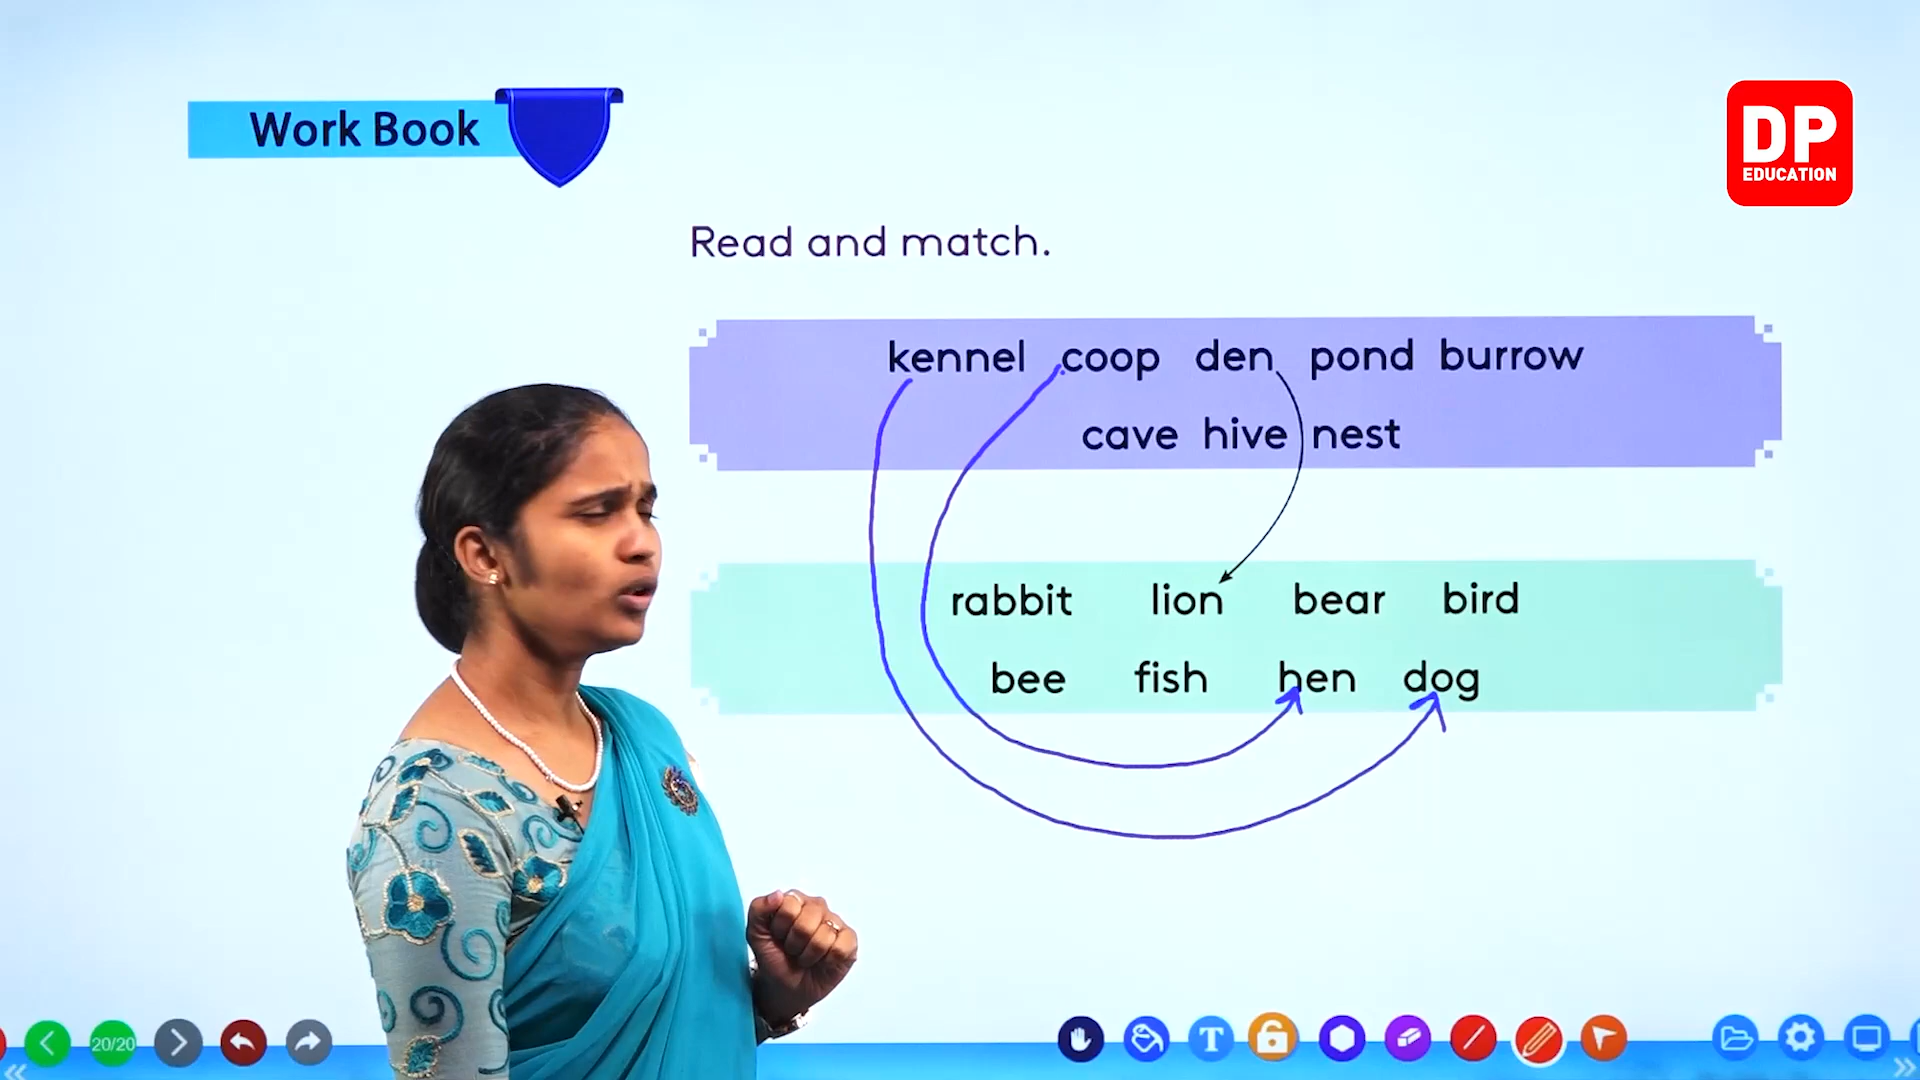 Work Book
DP
EDUCATION
Read and match.
kennel coop den pond burrow
cave hive nest
rabbit lion bear bird
bee fish hen dog
20/20
T